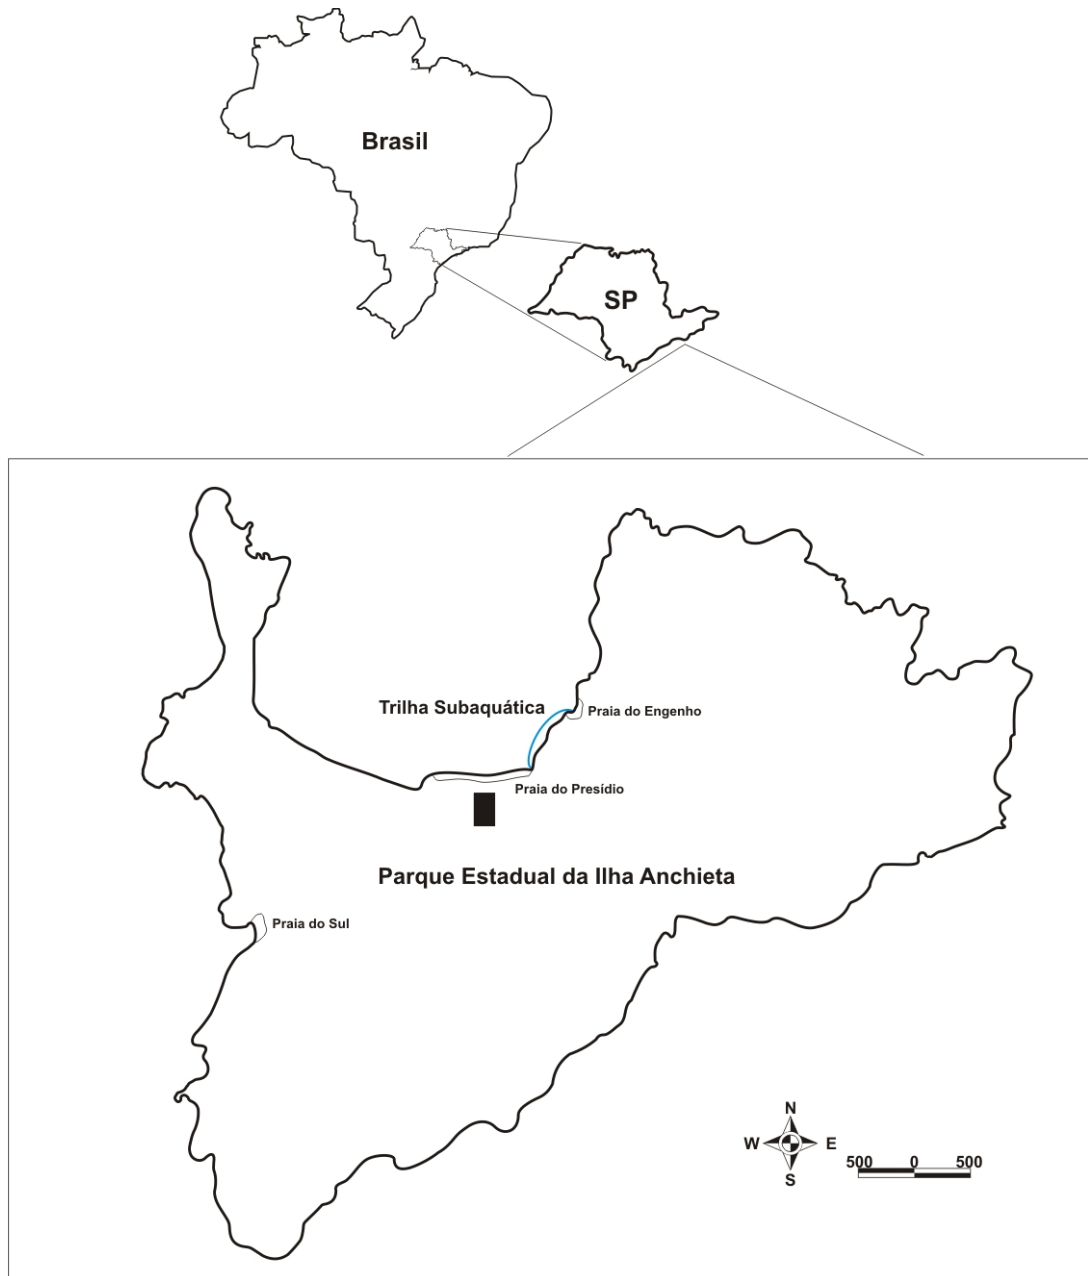 Brasil
SP
Trilha Subaquática
Praia do Engenho
Praia do Presídio
Parque Estadual da Ilha Anchieta
Praia do Sul
N
W E
S
500 0 500